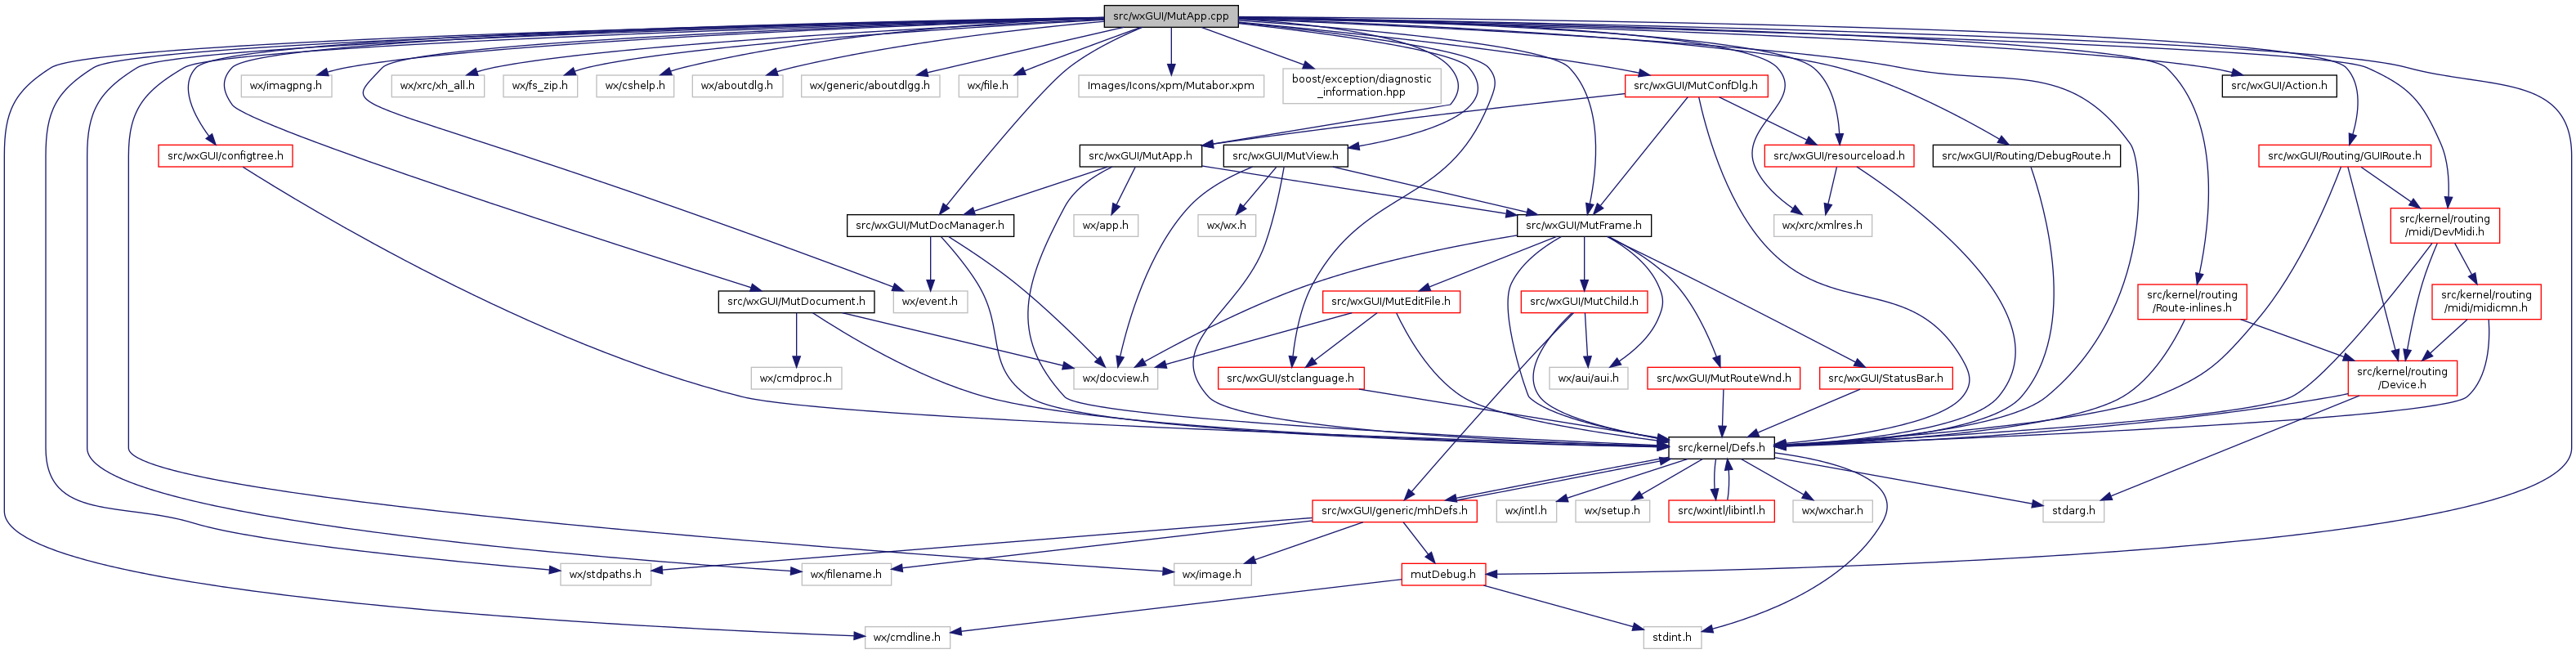 src/wxGUI/MutApp.cpp
wx/imagpng.h
wx/xrc/xh_all.h
wx/fs_zip.h
wx/cshelp.h
wx/aboutdlg.h
wx/generic/aboutdlgg.h
wx/file.h
Images/Icons/xpm/Mutabor.xpm
boost/exception/diagnostic
_information.hpp
src/wxGUI/MutConfDlg.h
src/wxGUI/Action.h
src/wxGUI/configtree.h
src/wxGUI/MutApp.h
src/wxGUI/MutView.h
src/wxGUI/resourceload.h
src/wxGUI/Routing/DebugRoute.h
src/wxGUI/Routing/GUIRoute.h
src/wxGUI/MutDocManager.h
wx/app.h
wx/wx.h
src/wxGUI/MutFrame.h
wx/xrc/xmlres.h
src/kernel/routing
/midi/DevMidi.h
src/wxGUI/MutDocument.h
wx/event.h
src/wxGUI/MutEditFile.h
src/wxGUI/MutChild.h
src/kernel/routing
/Route-inlines.h
src/kernel/routing
/midi/midicmn.h
wx/cmdproc.h
wx/docview.h
src/wxGUI/stclanguage.h
wx/aui/aui.h
src/wxGUI/MutRouteWnd.h
src/wxGUI/StatusBar.h
src/kernel/routing
/Device.h
src/kernel/Defs.h
src/wxGUI/generic/mhDefs.h
wx/intl.h
wx/setup.h
src/wxintl/libintl.h
wx/wxchar.h
stdarg.h
wx/stdpaths.h
wx/filename.h
wx/image.h
mutDebug.h
wx/cmdline.h
stdint.h